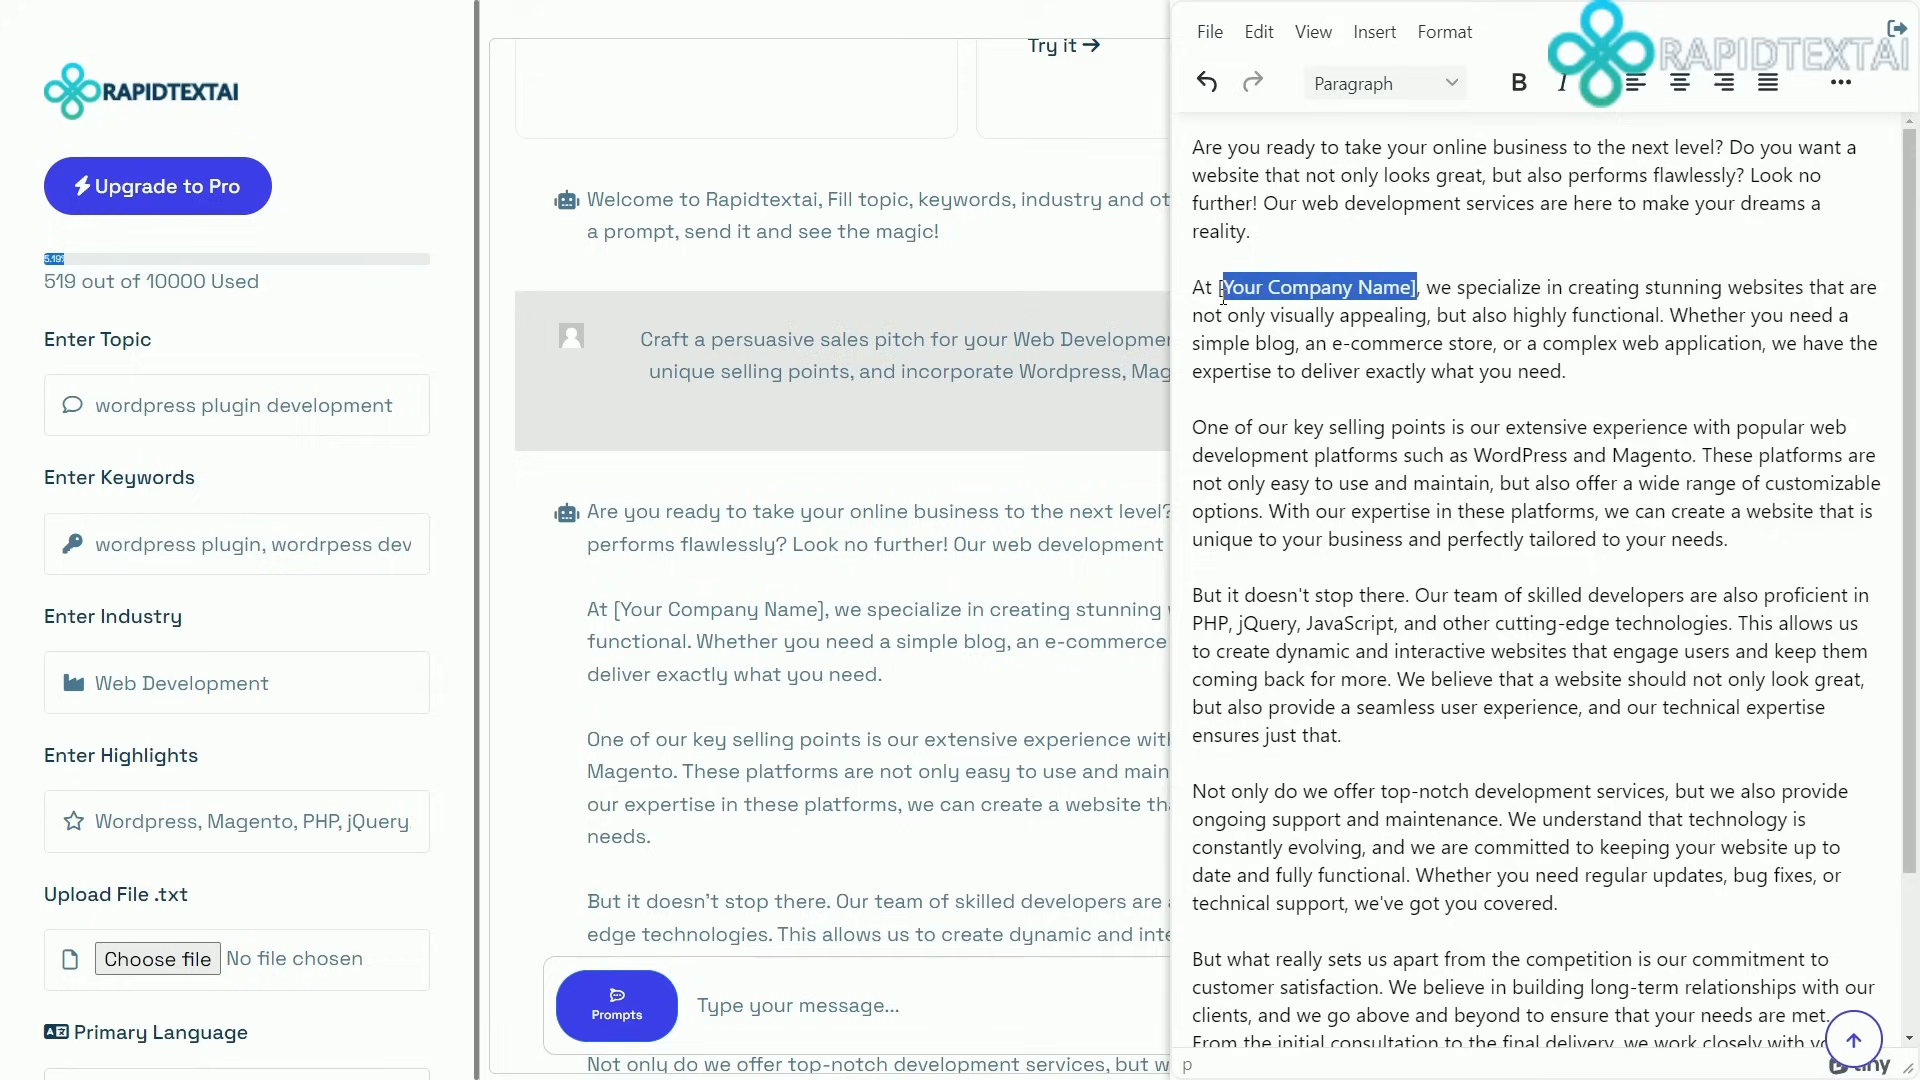 RAPIDTEXTAI
Upgrade to Pro
5.19%
519 out of 10000 Used
Enter Topic
wordpress plugin development
Enter Keywords
wordpress plugin, wordrpess dev
Enter Industry
Web Development
Enter Highlights
Wordpress, Magento, PHP, jQuery,
Upload File .txt
Choose file No file chosen
Primary Language
Try it →
Welcome to Rapidtextai, Fill topic, keywords, industry and ot
a prompt, send it and see the magic!
Craft a persuasive sales pitch for your Web Developmer
unique selling points, and incorporate Wordpress, Mag
Are you ready to take your online business to the next level?
performs flawlessly? Look no further! Our web development
At [Your Company Name], we specialize in creating stunning
functional. Whether you need a simple blog, an e-commerce
deliver exactly what you need.
One of our key selling points is our extensive experience with
Magento. These platforms are not only easy to use and main
our expertise in these platforms, we can create a website tha
needs.
But it doesn't stop there. Our team of skilled developers are
edge technologies. This allows us to create dynamic and inte
Not only do we offer top-notch development services, but w
Prompts
Type your message...
File Edit View Insert Format
RAPIDTEXTAI
Paragraph
B I
Are you ready to take your online business to the next level? Do you want a
website that not only looks great, but also performs flawlessly? Look no
further! Our web development services are here to make your dreams a
reality.
At [Your Company Name], we specialize in creating stunning websites that are
not only visually appealing, but also highly functional. Whether you need a
simple blog, an e-commerce store, or a complex web application, we have the
expertise to deliver exactly what you need.
One of our key selling points is our extensive experience with popular web
development platforms such as WordPress and Magento. These platforms are
not only easy to use and maintain, but also offer a wide range of customizable
options. With our expertise in these platforms, we can create a website that is
unique to your business and perfectly tailored to your needs.
But it doesn't stop there. Our team of skilled developers are also proficient in
PHP, jQuery, JavaScript, and other cutting-edge technologies. This allows us
to create dynamic and interactive websites that engage users and keep them
coming back for more. We believe that a website should not only look great,
but also provide a seamless user experience, and our technical expertise
ensures just that.
Not only do we offer top-notch development services, but we also provide
ongoing support and maintenance. We understand that technology is
constantly evolving, and we are committed to keeping your website up to
date and fully functional. Whether you need regular updates, bug fixes, or
technical support, we've got you covered.
But what really sets us apart from the competition is our commitment to
customer satisfaction. We believe in building long-term relationships with our
clients, and we go above and beyond to ensure that your needs are met.
From the initial consultation to the final delivery, we work closely with
p
tiny